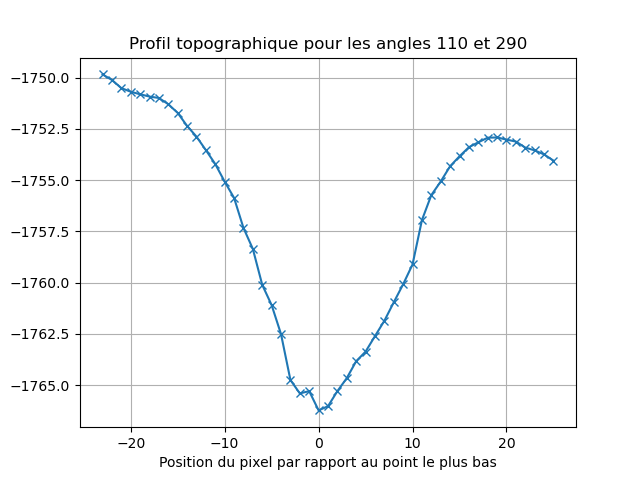 Profil topographique pour les angles 110 et 290
−1750.0
−1752.5
−1755.0
−1757.5
−1760.0
−1762.5
−1765.0
−20 −10 0 10 20
Position du pixel par rapport au point le plus bas